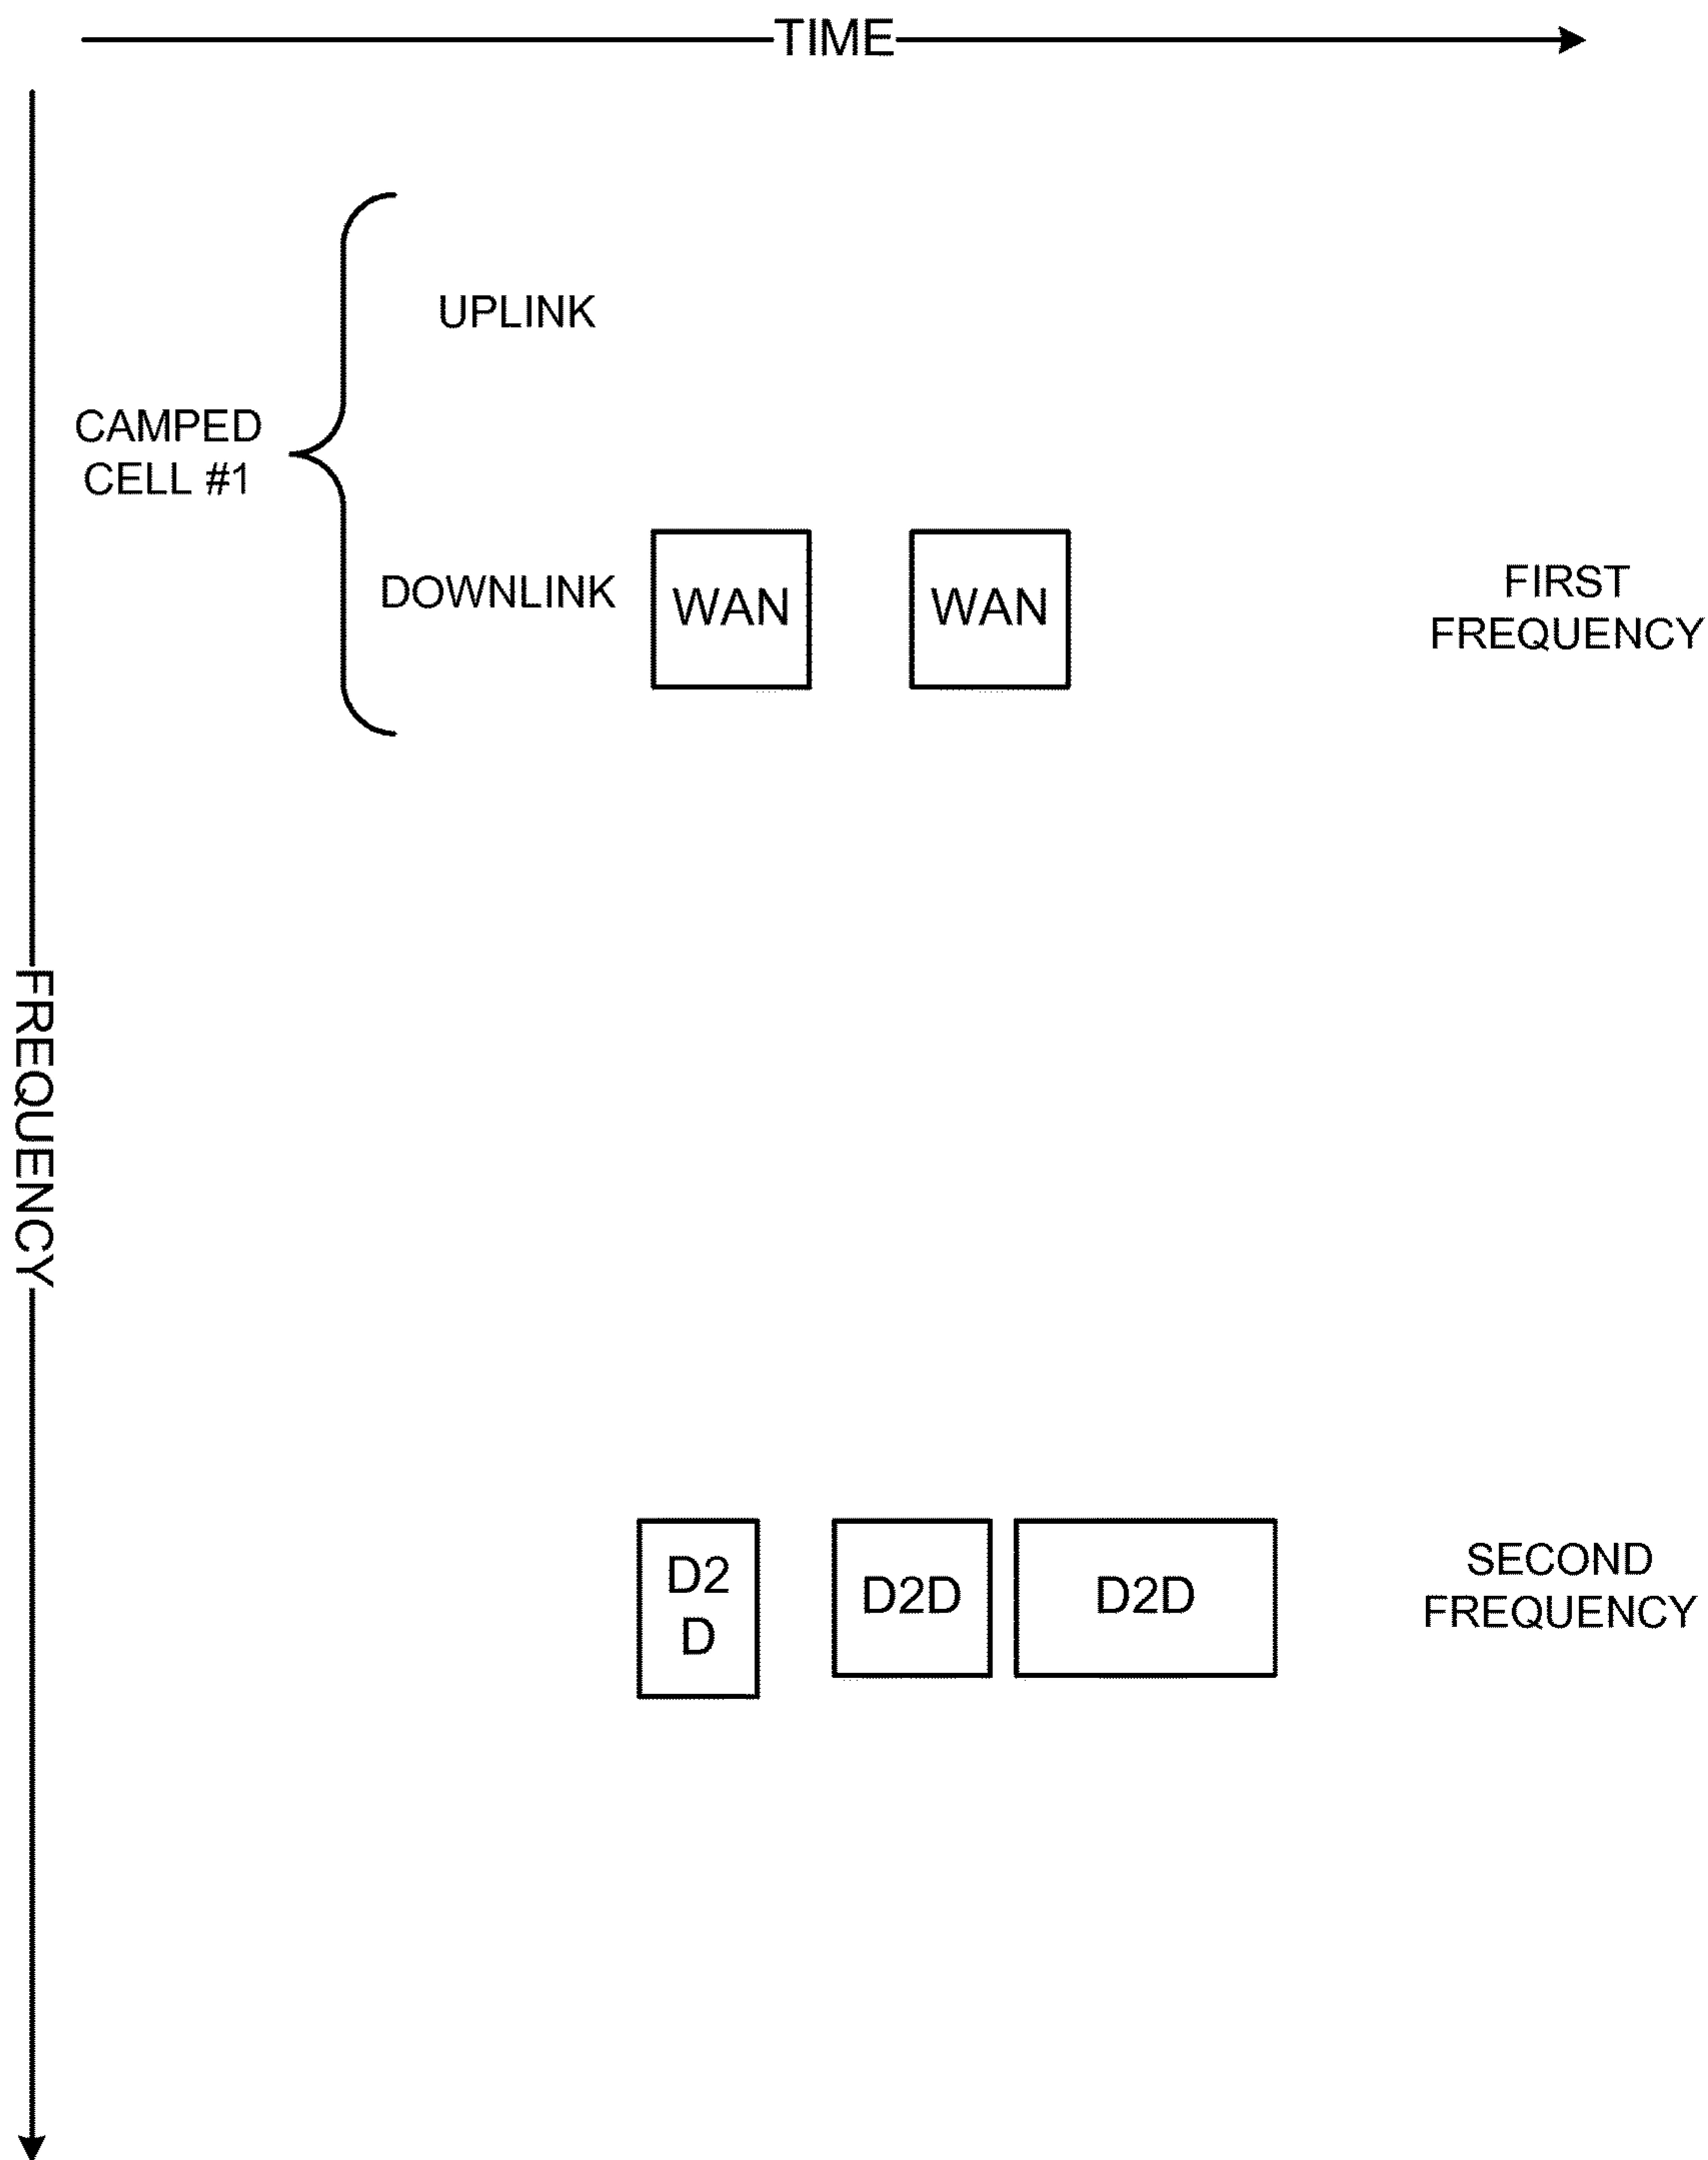 TIME
UPLINK
CAMPED
CELL #1
DOWNLINK
WAN
WAN
FIRST
FREQUENCY
FREQUENCY
D2
D
D2D
D2D
SECOND
FREQUENCY